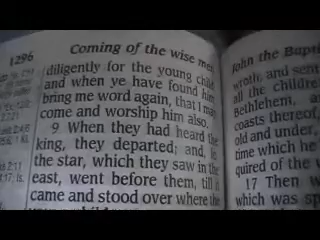 1296
Coming of the wise men
diligently for the young child
and when ye have found him
bring me word again, that I may
come and worship him also.
9 When they had heard the
king, they departed; and, lo
the star, which they saw in the
east, went before them, till it
came and stood over where the
John the Bapti
wroth, and sent
all the childre
Bethlehem, a
coasts thereof,
old and under,
time which he
quired of the w
17 Then w
which was sp